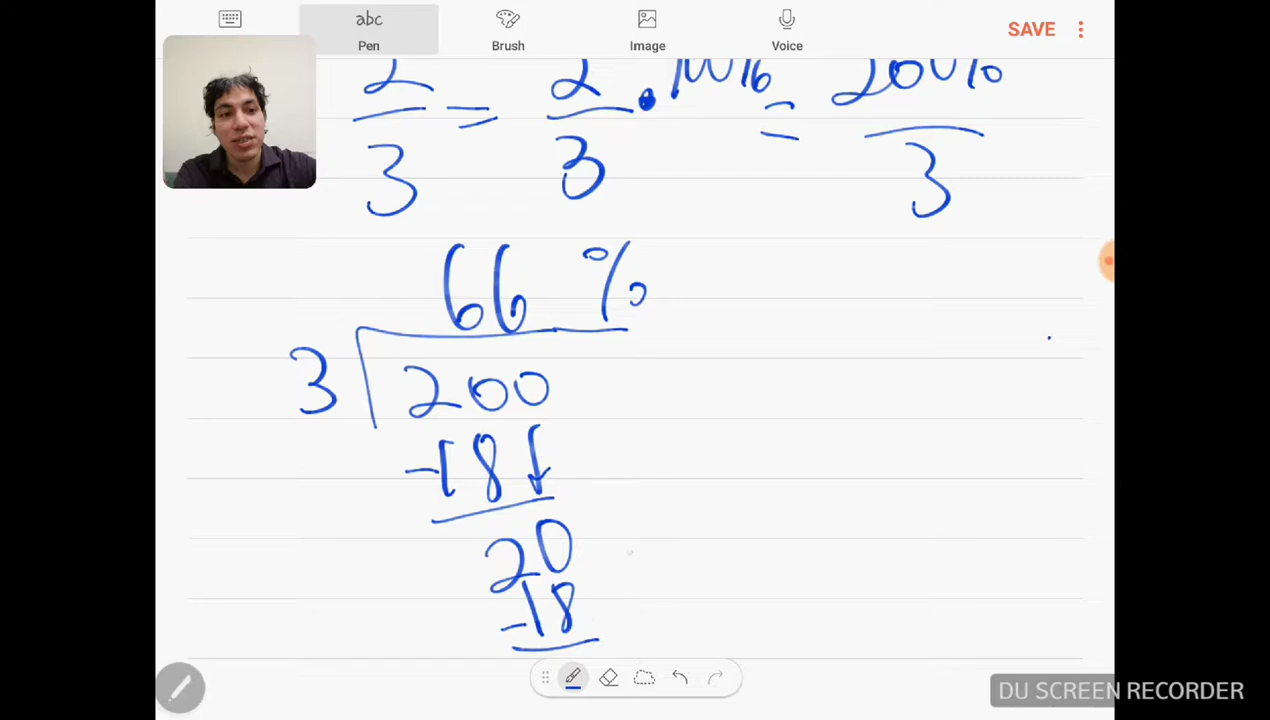 abc
Pen
Brush
Image
Voice
SAVE
2/3 = 2/3 · 100% = 200%/3
66 %
3 200
-18↓
20
-18
DU SCREEN RECORDER